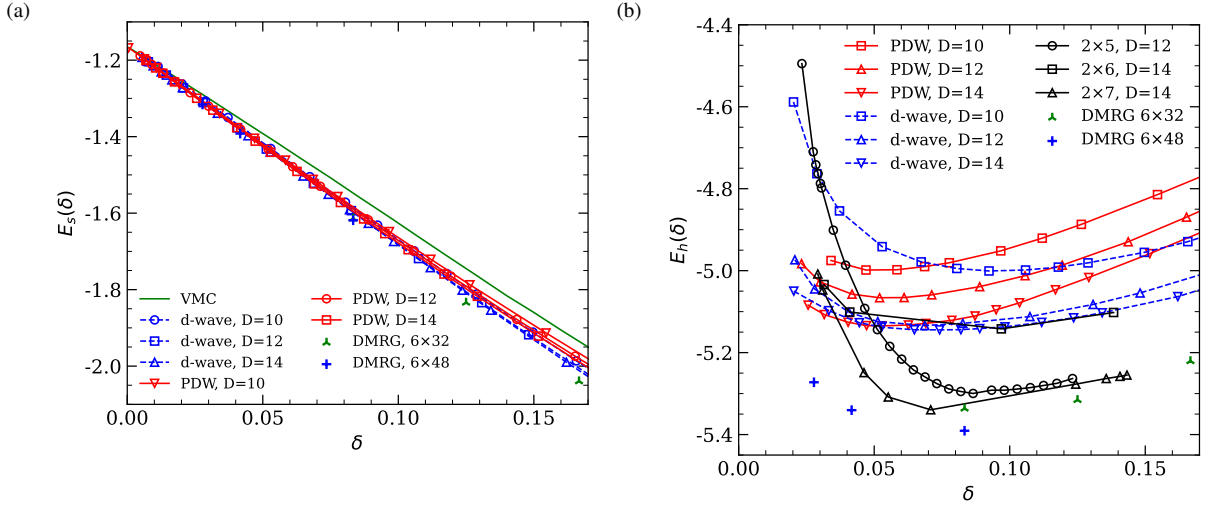 (a)
-1.2
-1.4
-1.6
-1.8
-2.0
E_s(δ)
0.00
0.05
0.10
0.15
δ
VMC
d-wave, D=10
d-wave, D=12
d-wave, D=14
PDW, D=10
PDW, D=12
PDW, D=14
DMRG, 6×32
DMRG, 6×48
(b)
-4.4
-4.6
-4.8
-5.0
-5.2
-5.4
E_h(δ)
0.00
0.05
0.10
0.15
δ
PDW, D=10
PDW, D=12
PDW, D=14
d-wave, D=10
d-wave, D=12
d-wave, D=14
2×5, D=12
2×6, D=14
2×7, D=14
DMRG 6×32
DMRG 6×48